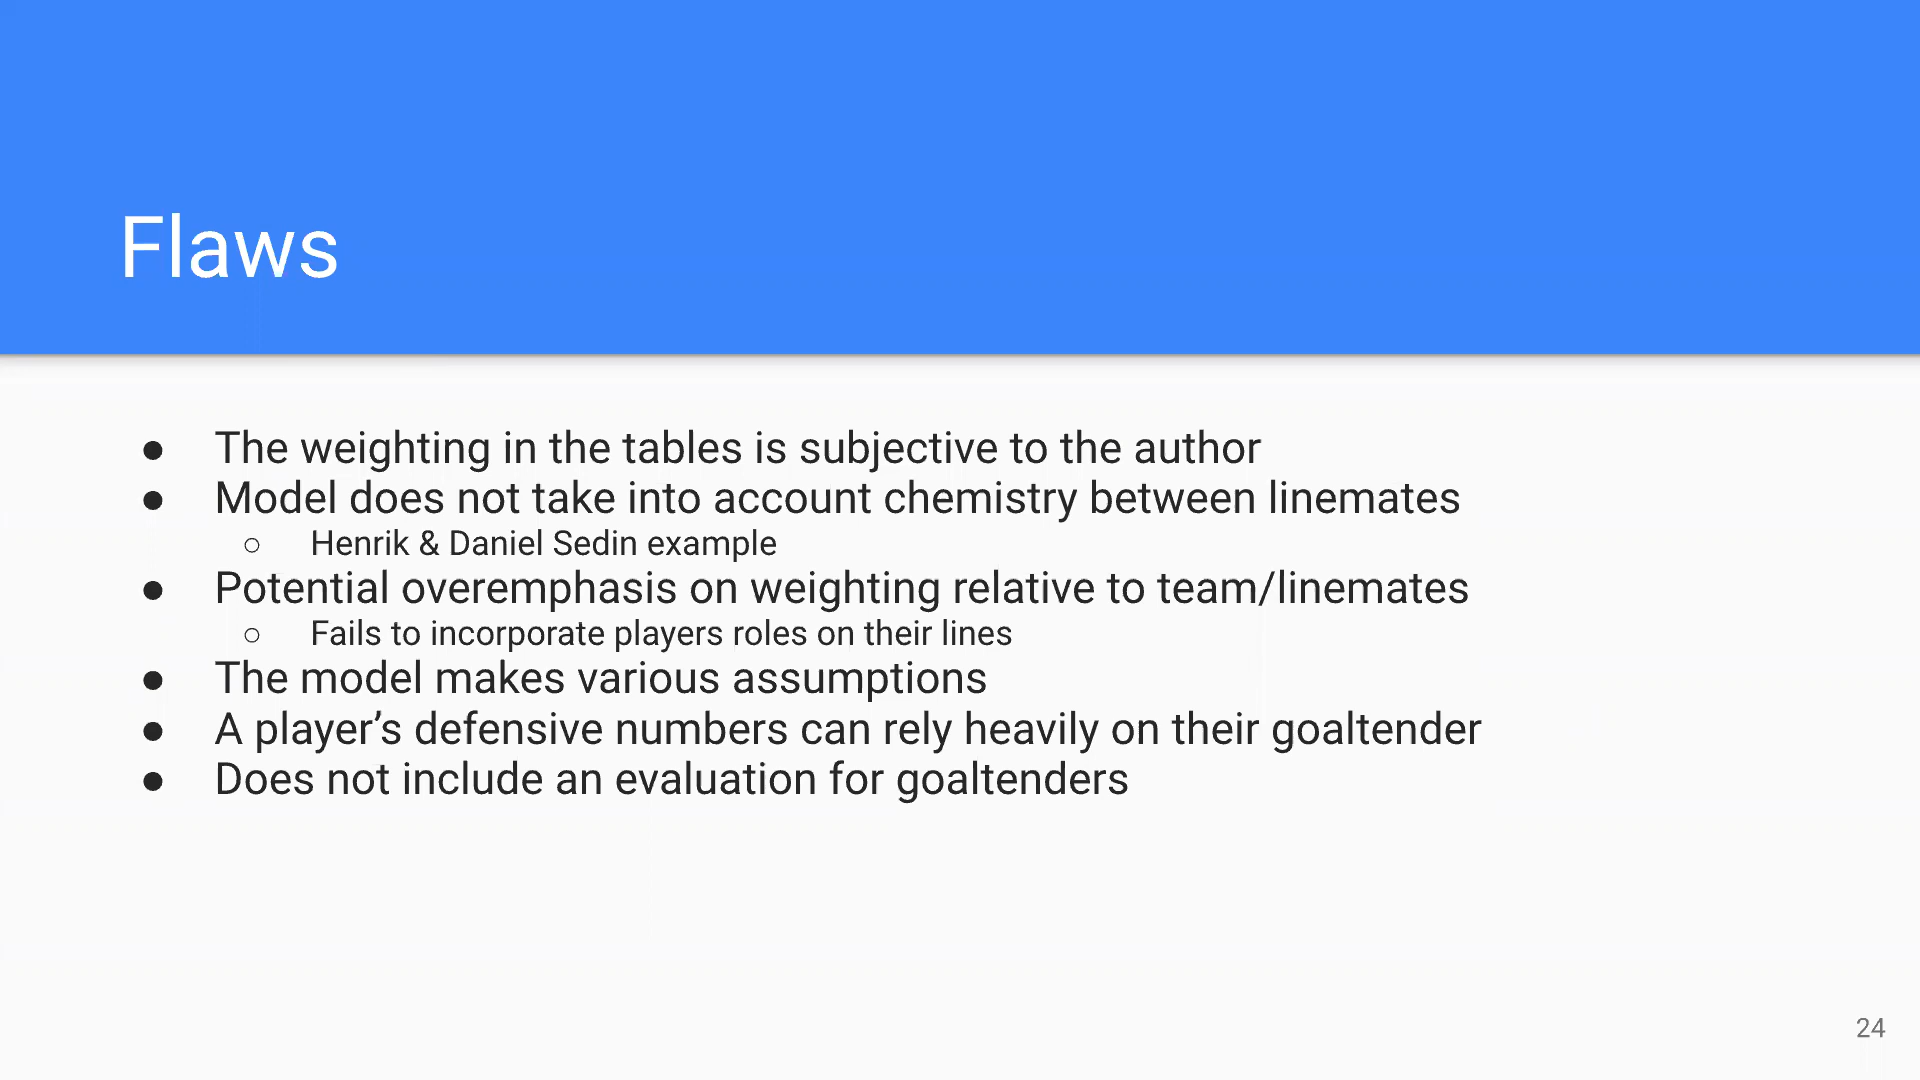 Flaws
● The weighting in the tables is subjective to the author
● Model does not take into account chemistry between linemates
○ Henrik & Daniel Sedin example
● Potential overemphasis on weighting relative to team/linemates
○ Fails to incorporate players roles on their lines
● The model makes various assumptions
● A player’s defensive numbers can rely heavily on their goaltender
● Does not include an evaluation for goaltenders
24